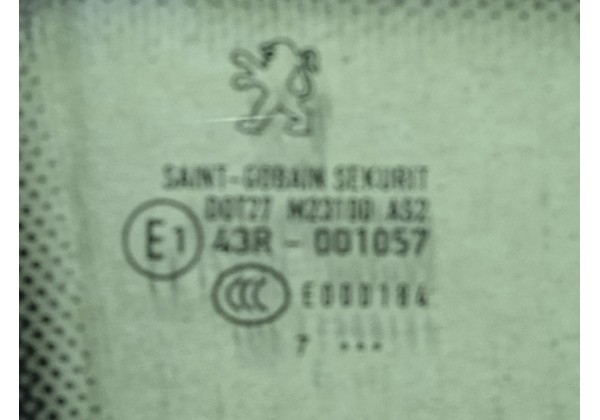 SAINT-GOBAIN SEKURIT
DOT27 M23100 AS2
E1 43R - 001057
CCC E000184
7 ...